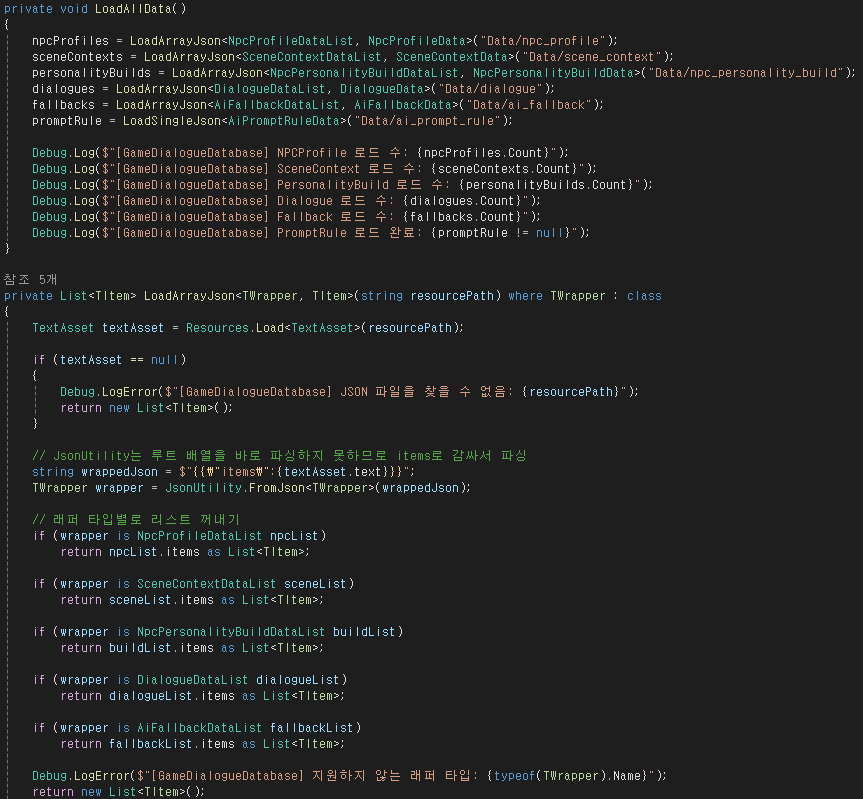 private void LoadAllData()
{
npcProfiles = LoadArrayJson<NpcProfileDataList, NpcProfileData>("Data/npc_profile");
sceneContexts = LoadArrayJson<SceneContextDataList, SceneContextData>("Data/scene_context");
personalityBuilds = LoadArrayJson<NpcPersonalityBuildDataList, NpcPersonalityBuildData>("Data/npc_personality_build");
dialogues = LoadArrayJson<DialogueDataList, DialogueData>("Data/dialogue");
fallbacks = LoadArrayJson<AiFallbackDataList, AiFallbackData>("Data/ai_fallback");
promptRule = LoadSingleJson<AiPromptRuleData>("Data/ai_prompt_rule");
Debug.Log($"[GameDialogueDatabase] NPCProfile 로드 수: {npcProfiles.Count}");
Debug.Log($"[GameDialogueDatabase] SceneContext 로드 수: {sceneContexts.Count}");
Debug.Log($"[GameDialogueDatabase] PersonalityBuild 로드 수: {personalityBuilds.Count}");
Debug.Log($"[GameDialogueDatabase] Dialogue 로드 수: {dialogues.Count}");
Debug.Log($"[GameDialogueDatabase] Fallback 로드 수: {fallbacks.Count}");
Debug.Log($"[GameDialogueDatabase] PromptRule 로드 완료: {promptRule != null}");
}
참조 5개
private List<TItem> LoadArrayJson<TWrapper, TItem>(string resourcePath) where TWrapper : class
{
TextAsset textAsset = Resources.Load<TextAsset>(resourcePath);
if (textAsset == null)
{
Debug.LogError($"[GameDialogueDatabase] JSON 파일을 찾을 수 없음: {resourcePath}");
return new List<TItem>();
}
// JsonUtility는 루트 배열을 바로 파싱하지 못하므로 items로 감싸서 파싱
string wrappedJson = $"{{₩"items₩":{textAsset.text}}}";
TWrapper wrapper = JsonUtility.FromJson<TWrapper>(wrappedJson);
// 래퍼 타입별로 리스트 꺼내기
if (wrapper is NpcProfileDataList npcList)
return npcList.items as List<TItem>;
if (wrapper is SceneContextDataList sceneList)
return sceneList.items as List<TItem>;
if (wrapper is NpcPersonalityBuildDataList buildList)
return buildList.items as List<TItem>;
if (wrapper is DialogueDataList dialogueList)
return dialogueList.items as List<TItem>;
if (wrapper is AiFallbackDataList fallbackList)
return fallbackList.items as List<TItem>;
Debug.LogError($"[GameDialogueDatabase] 지원하지 않는 래퍼 타입: {typeof(TWrapper).Name}");
return new List<TItem>();